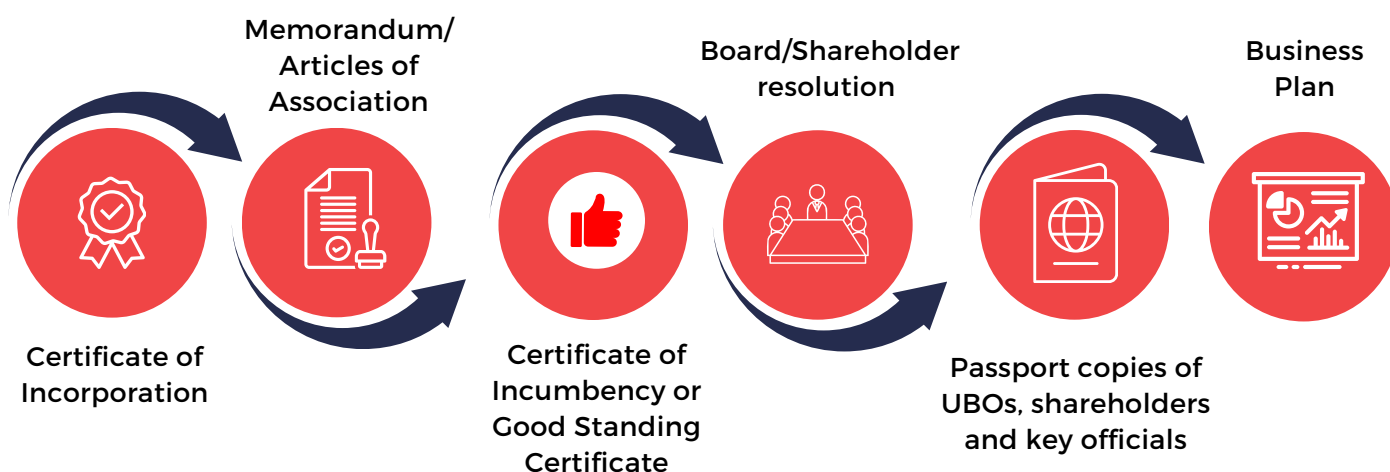 Certificate of
Incorporation
Memorandum/
Articles of
Association
Certificate of
Incumbency or
Good Standing
Certificate
Board/Shareholder
resolution
Passport copies of
UBOs, shareholders
and key officials
Business
Plan